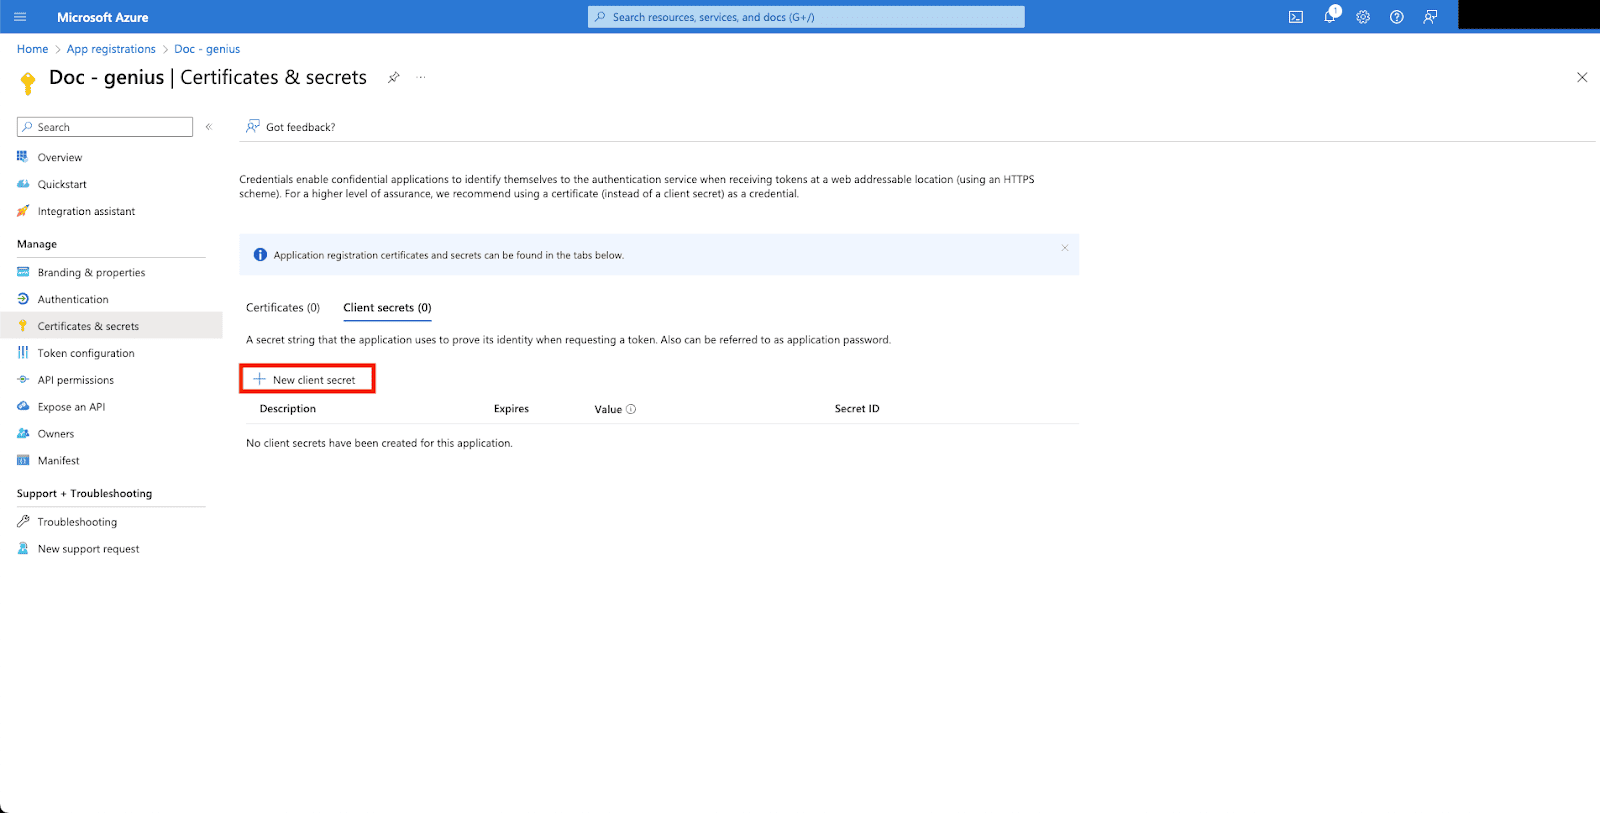 Microsoft Azure
Search resources, services, and docs (G+/)
1
Home > App registrations > Doc - genius
Doc - genius | Certificates & secrets
Search
Overview
Quickstart
Integration assistant
Manage
Branding & properties
Authentication
Certificates & secrets
Token configuration
API permissions
Expose an API
Owners
Manifest
Support + Troubleshooting
Troubleshooting
New support request
Got feedback?
Credentials enable confidential applications to identify themselves to the authentication service when receiving tokens at a web addressable location (using an HTTPS
scheme). For a higher level of assurance, we recommend using a certificate (instead of a client secret) as a credential.
Application registration certificates and secrets can be found in the tabs below.
Certificates (0) Client secrets (0)
A secret string that the application uses to prove its identity when requesting a token. Also can be referred to as application password.
New client secret
Description Expires Value Secret ID
No client secrets have been created for this application.